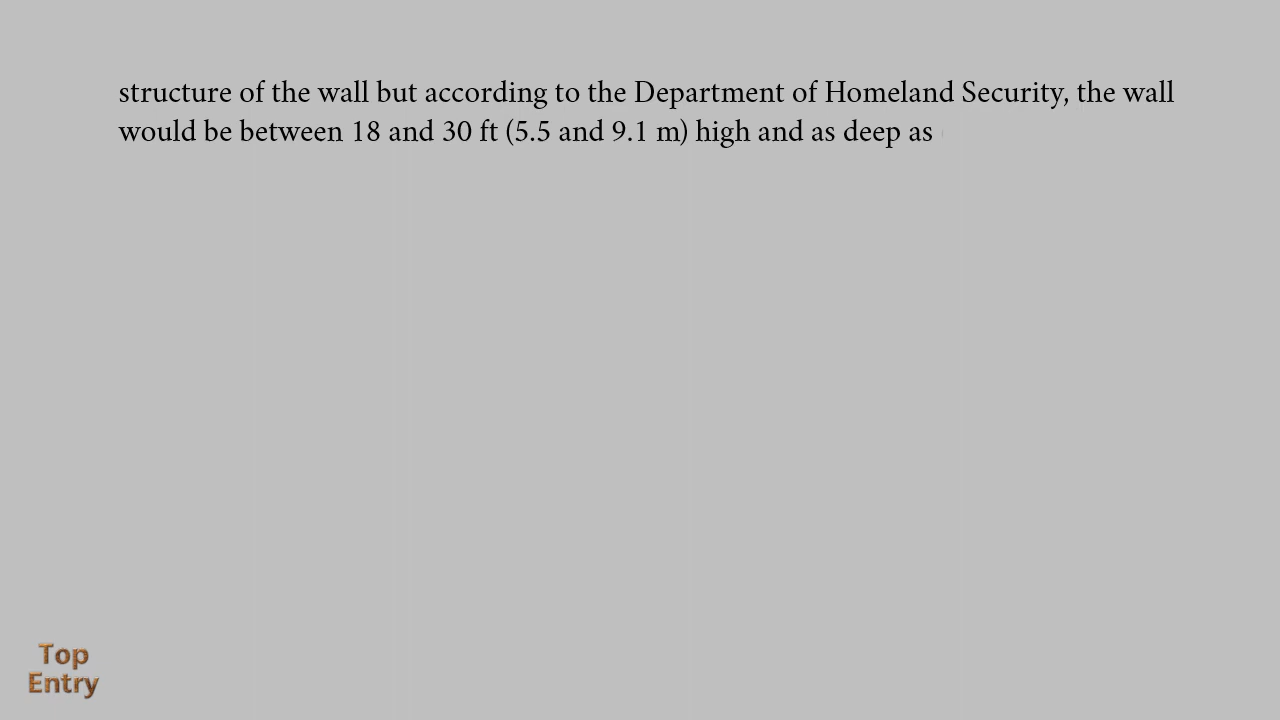 structure of the wall but according to the Department of Homeland Security, the wall
would be between 18 and 30 ft (5.5 and 9.1 m) high and as deep as
Top
Entry